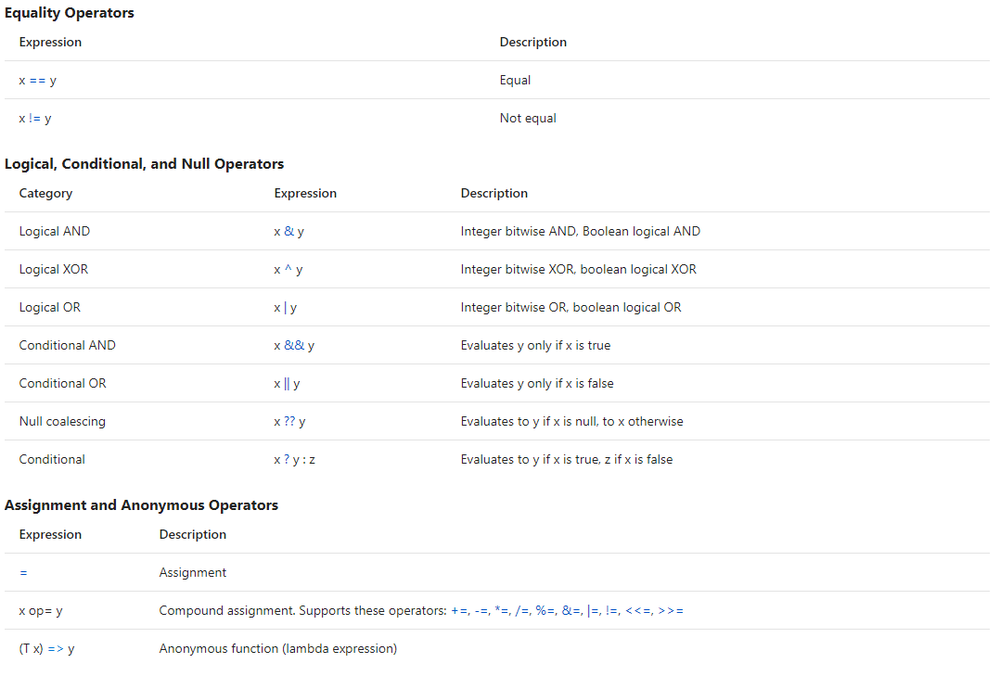 Equality Operators
Expression Description
x == y Equal
x != y Not equal
Logical, Conditional, and Null Operators
Category Expression Description
Logical AND x & y Integer bitwise AND, Boolean logical AND
Logical XOR x ^ y Integer bitwise XOR, boolean logical XOR
Logical OR x | y Integer bitwise OR, boolean logical OR
Conditional AND x && y Evaluates y only if x is true
Conditional OR x || y Evaluates y only if x is false
Null coalescing x ?? y Evaluates to y if x is null, to x otherwise
Conditional x ? y : z Evaluates to y if x is true, z if x is false
Assignment and Anonymous Operators
Expression Description
= Assignment
x op= y Compound assignment. Supports these operators: +=, -=, *=, /=, %=, &=, |=, !=, <<=, >>=
(T x) => y Anonymous function (lambda expression)